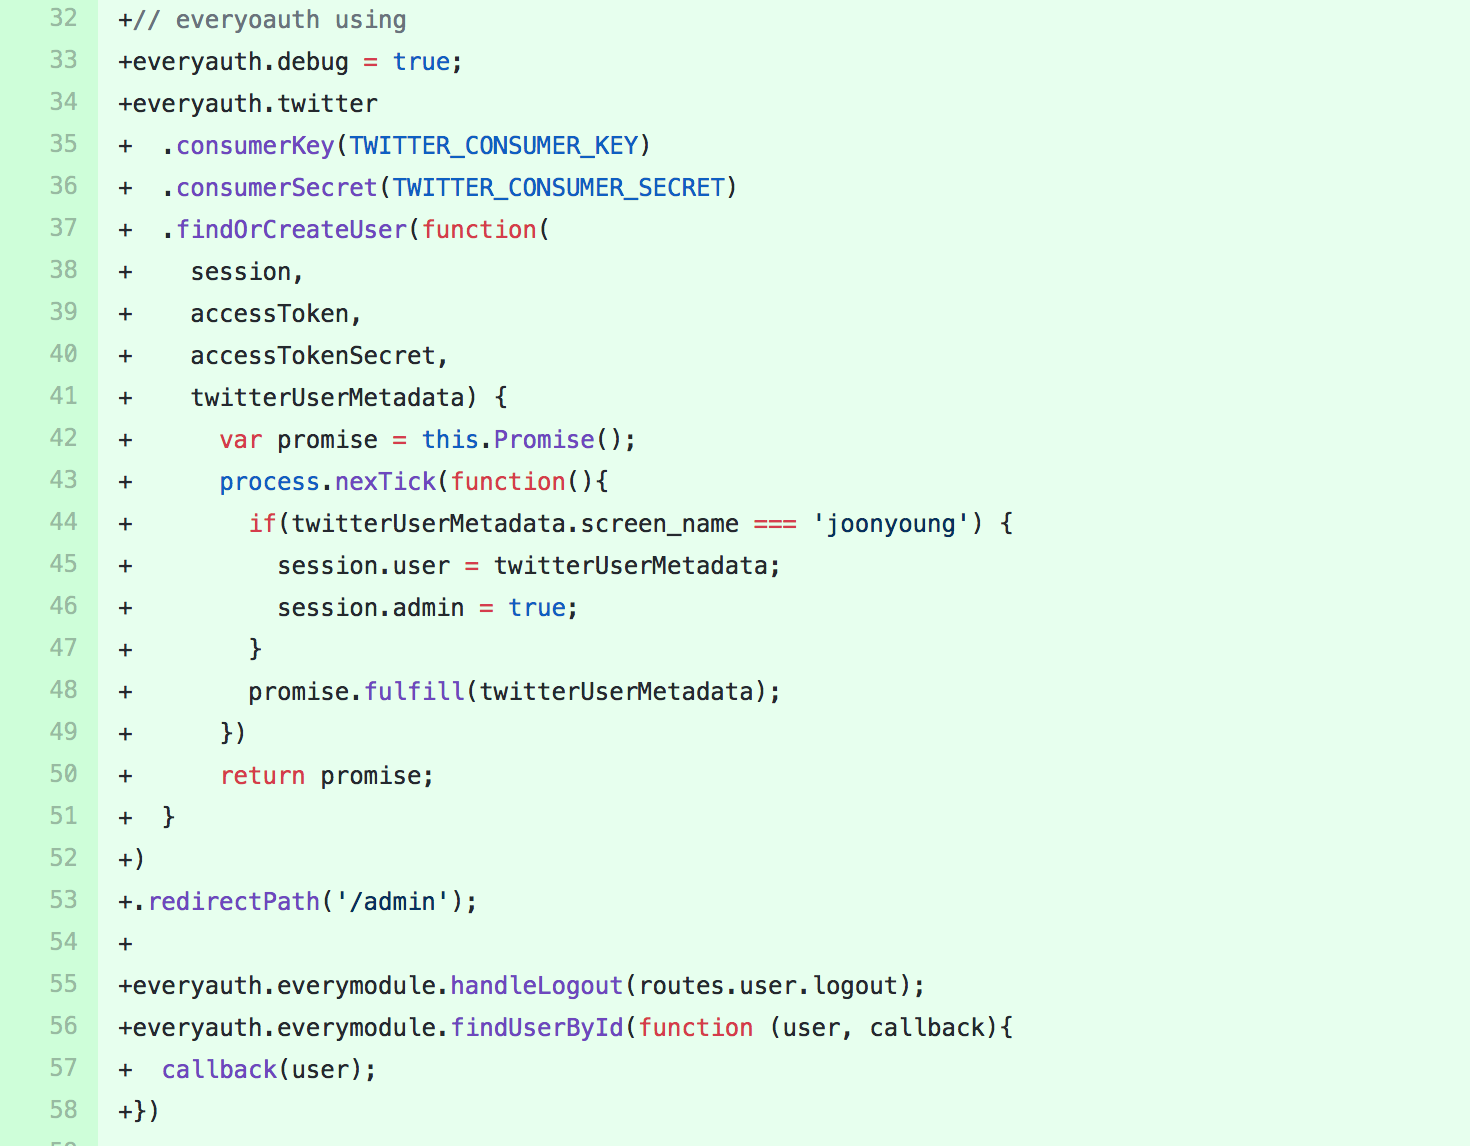 32 +// everyoauth using
33 +everyauth.debug = true;
34 +everyauth.twitter
35 +  .consumerKey(TWITTER_CONSUMER_KEY)
36 +  .consumerSecret(TWITTER_CONSUMER_SECRET)
37 +  .findOrCreateUser(function(
38 +    session,
39 +    accessToken,
40 +    accessTokenSecret,
41 +    twitterUserMetadata) {
42 +      var promise = this.Promise();
43 +      process.nexTick(function(){
44 +        if(twitterUserMetadata.screen_name === 'joonyoung') {
45 +          session.user = twitterUserMetadata;
46 +          session.admin = true;
47 +        }
48 +        promise.fulfill(twitterUserMetadata);
49 +      })
50 +      return promise;
51 +  }
52 +)
53 +.redirectPath('/admin');
54 +
55 +everyauth.everymodule.handleLogout(routes.user.logout);
56 +everyauth.everymodule.findUserById(function (user, callback){
57 +  callback(user);
58 +})